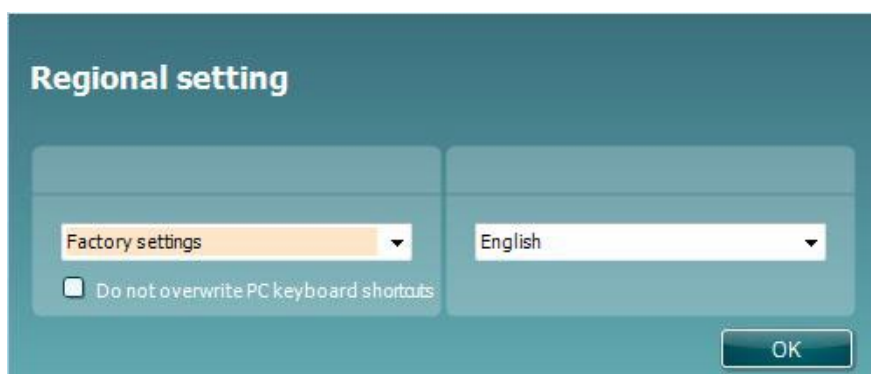 Regional setting
Factory settings
English
Do not overwrite PC keyboard shortcuts
OK